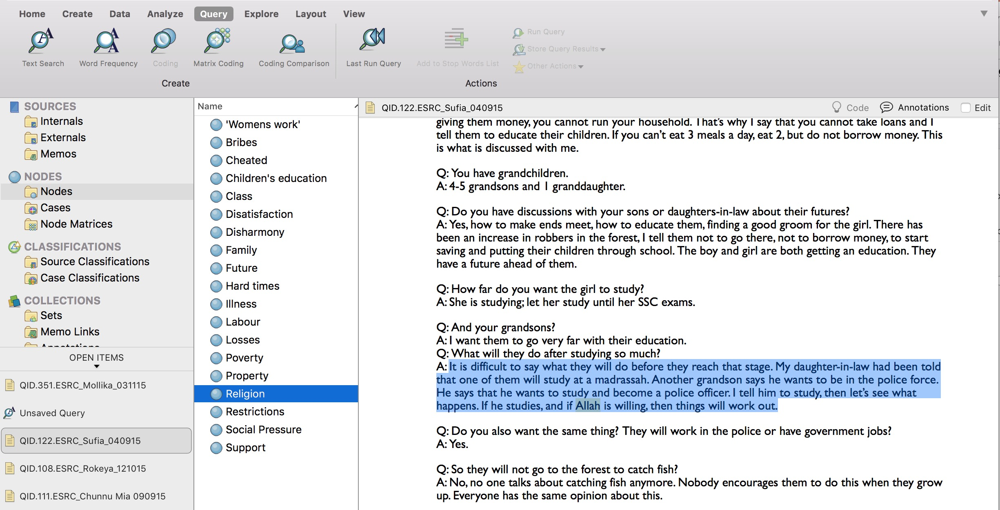 Home Create Data Analyze Query Explore Layout View
Text Search Word Frequency Coding Matrix Coding Coding Comparison Last Run Query Add to Stop Words List
Run Query
Store Query Results
Other Actions
Create Actions
SOURCES
Internals
Externals
Memos
NODES
Nodes
Cases
Node Matrices
CLASSIFICATIONS
Source Classifications
Case Classifications
COLLECTIONS
Sets
Memo Links
Annotations
OPEN ITEMS
QID.351.ESRC_Mollika_031115
Unsaved Query
QID.122.ESRC_Sufia_040915
QID.108.ESRC_Rokeya_121015
QID.111.ESRC_Chunnu Mia 090915
Name
'Womens work'
Bribes
Cheated
Children's education
Class
Disatisfaction
Disharmony
Family
Future
Hard times
Illness
Labour
Losses
Poverty
Property
Religion
Restrictions
Social Pressure
Support
QID.122.ESRC_Sufia_040915 Code Annotations Edit
giving them money, you cannot run your household. That's why I say that you cannot take loans and I
tell them to educate their children. If you can't eat 3 meals a day, eat 2, but do not borrow money. This
is what is discussed with me.
Q: You have grandchildren.
A: 4-5 grandsons and 1 granddaughter.
Q: Do you have discussions with your sons or daughters-in-law about their futures?
A: Yes, how to make ends meet, how to educate them, finding a good groom for the girl. There has
been an increase in robbers in the forest, I tell them not to go there, not to borrow money, to start
saving and putting their children through school. The boy and girl are both getting an education. They
have a future ahead of them.
Q: How far do you want the girl to study?
A: She is studying; let her study until her SSC exams.
Q: And your grandsons?
A: I want them to go very far with their education.
Q: What will they do after studying so much?
A: It is difficult to say what they will do before they reach that stage. My daughter-in-law had been told
that one of them will study at a madrassah. Another grandson says he wants to be in the police force.
He says that he wants to study and become a police officer. I tell him to study, then let's see what
happens. If he studies, and if Allah is willing, then things will work out.
Q: Do you also want the same thing? They will work in the police or have government jobs?
A: Yes.
Q: So they will not go to the forest to catch fish?
A: No, no one talks about catching fish anymore. Nobody encourages them to do this when they grow
up. Everyone has the same opinion about this.